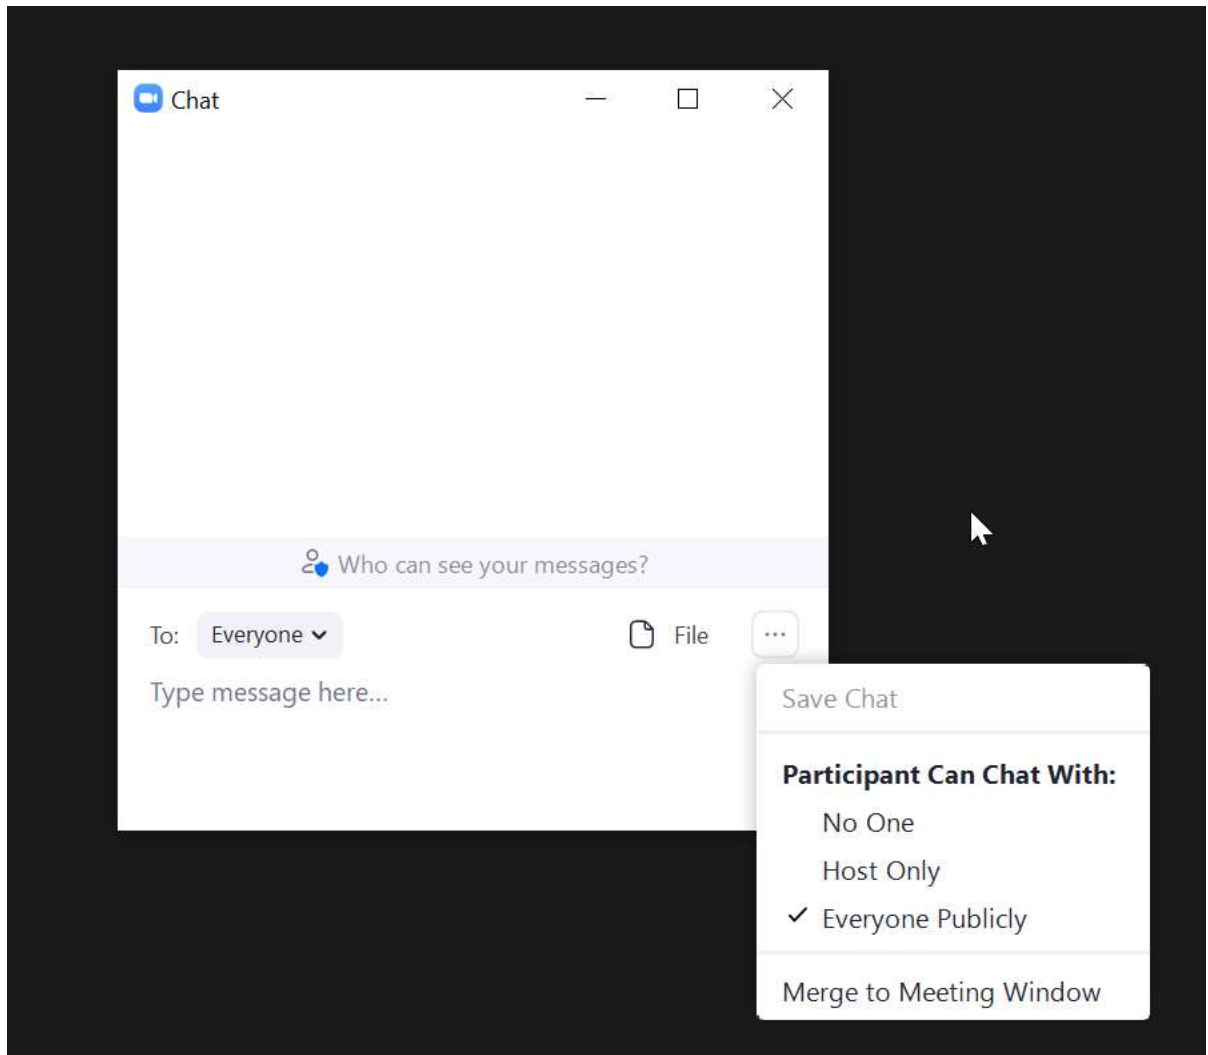 Chat
Who can see your messages?
To: Everyone File ...
Type message here...
Save Chat
Participant Can Chat With:
No One
Host Only
Everyone Publicly
Merge to Meeting Window